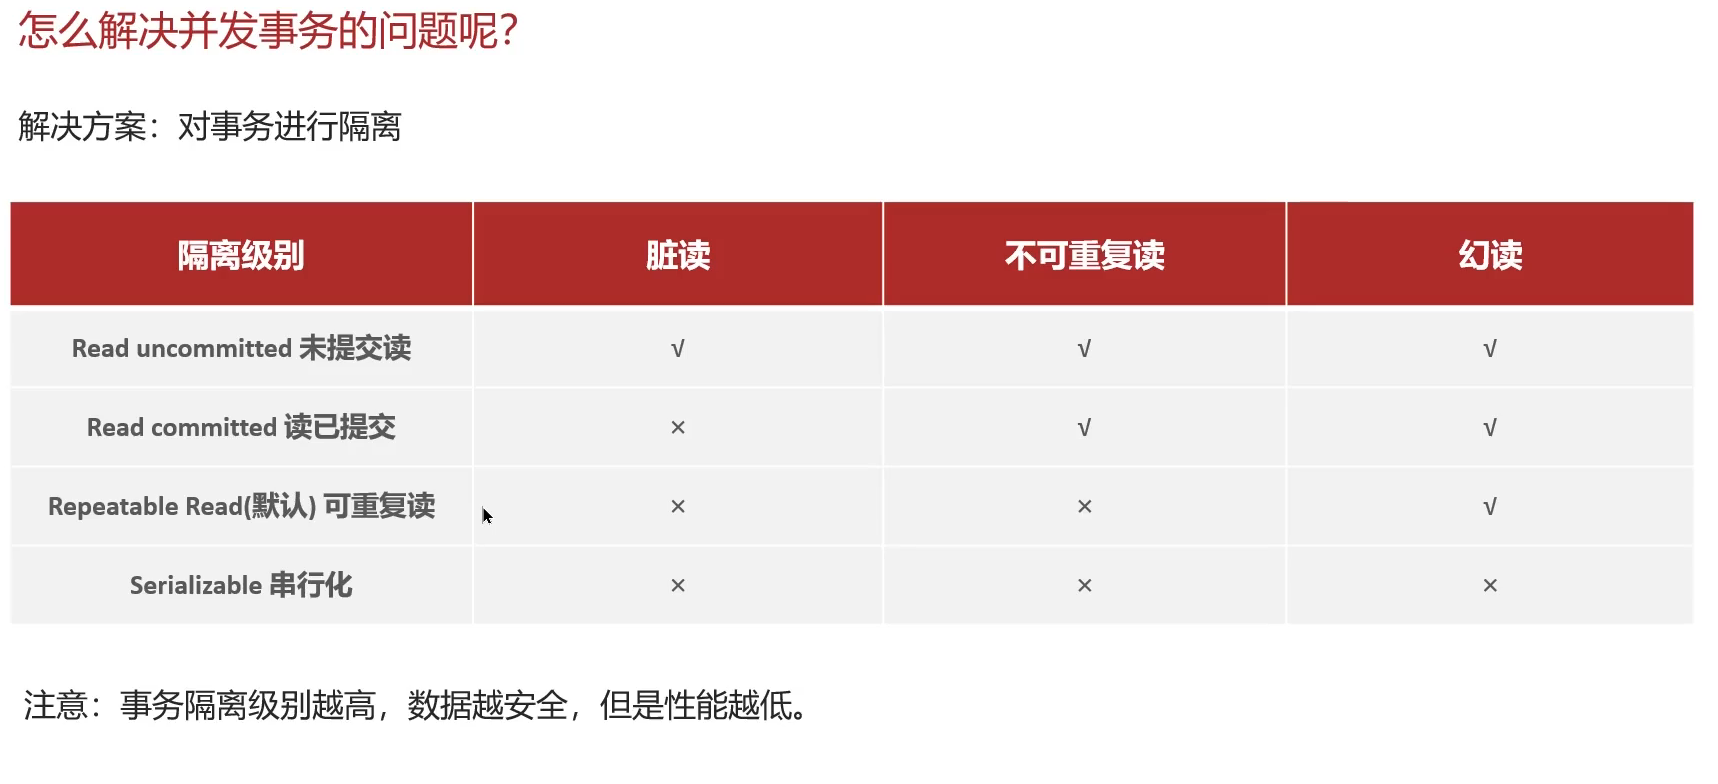 怎么解决并发事务的问题呢？
解决方案：对事务进行隔离
隔离级别 脏读 不可重复读 幻读
Read uncommitted 未提交读 √ √ √
Read committed 读已提交 × √ √
Repeatable Read(默认) 可重复读 × × √
Serializable 串行化 × × ×
注意：事务隔离级别越高，数据越安全，但是性能越低。